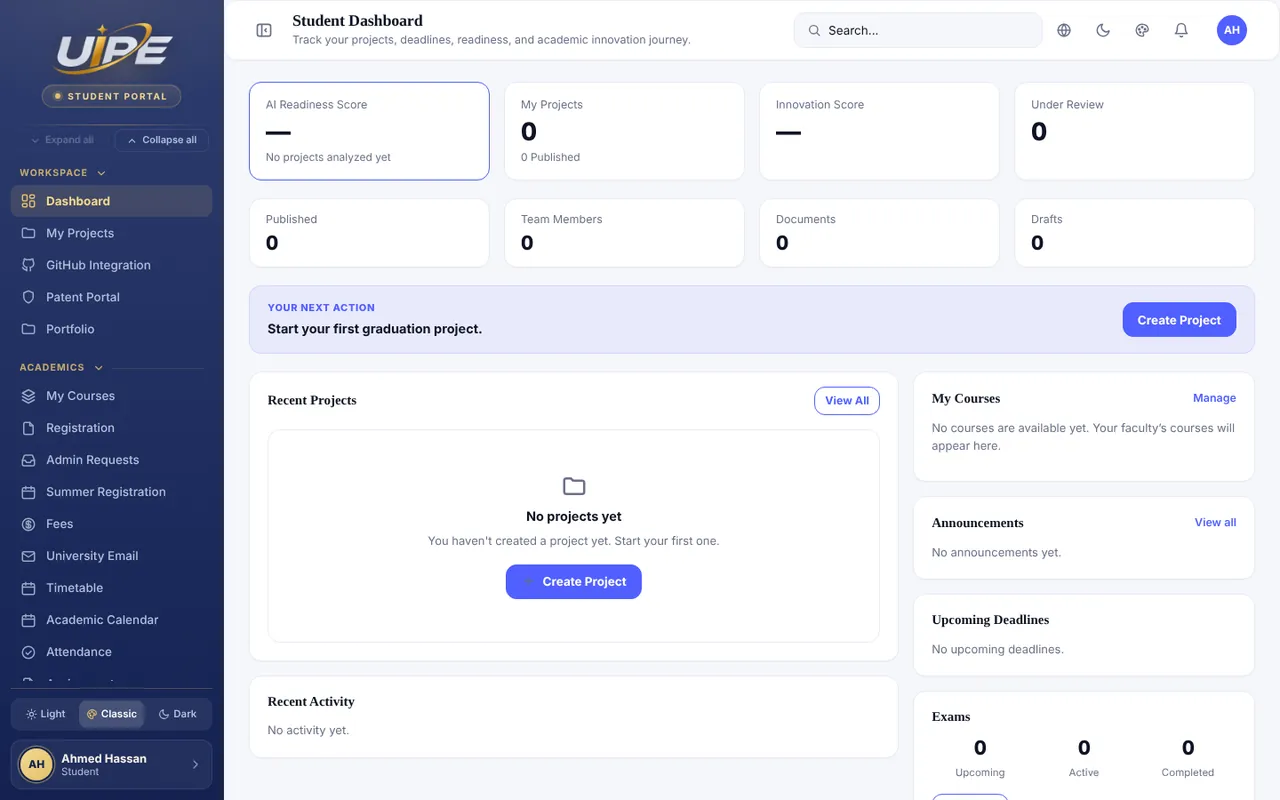 UIPE
STUDENT PORTAL
Expand all
Collapse all
WORKSPACE
Dashboard
My Projects
GitHub Integration
Patent Portal
Portfolio
ACADEMICS
My Courses
Registration
Admin Requests
Summer Registration
Fees
University Email
Timetable
Academic Calendar
Attendance
Light
Classic
Dark
AH
Ahmed Hassan
Student
Student Dashboard
Track your projects, deadlines, readiness, and academic innovation journey.
Search...
AH
AI Readiness Score
—
No projects analyzed yet
My Projects
0
0 Published
Innovation Score
—
Under Review
0
Published
0
Team Members
0
Documents
0
Drafts
0
YOUR NEXT ACTION
Start your first graduation project.
Create Project
Recent Projects
View All
No projects yet
You haven't created a project yet. Start your first one.
Create Project
Recent Activity
No activity yet.
My Courses
Manage
No courses are available yet. Your faculty’s courses will
appear here.
Announcements
View all
No announcements yet.
Upcoming Deadlines
No upcoming deadlines.
Exams
0
0
0
Upcoming
Active
Completed